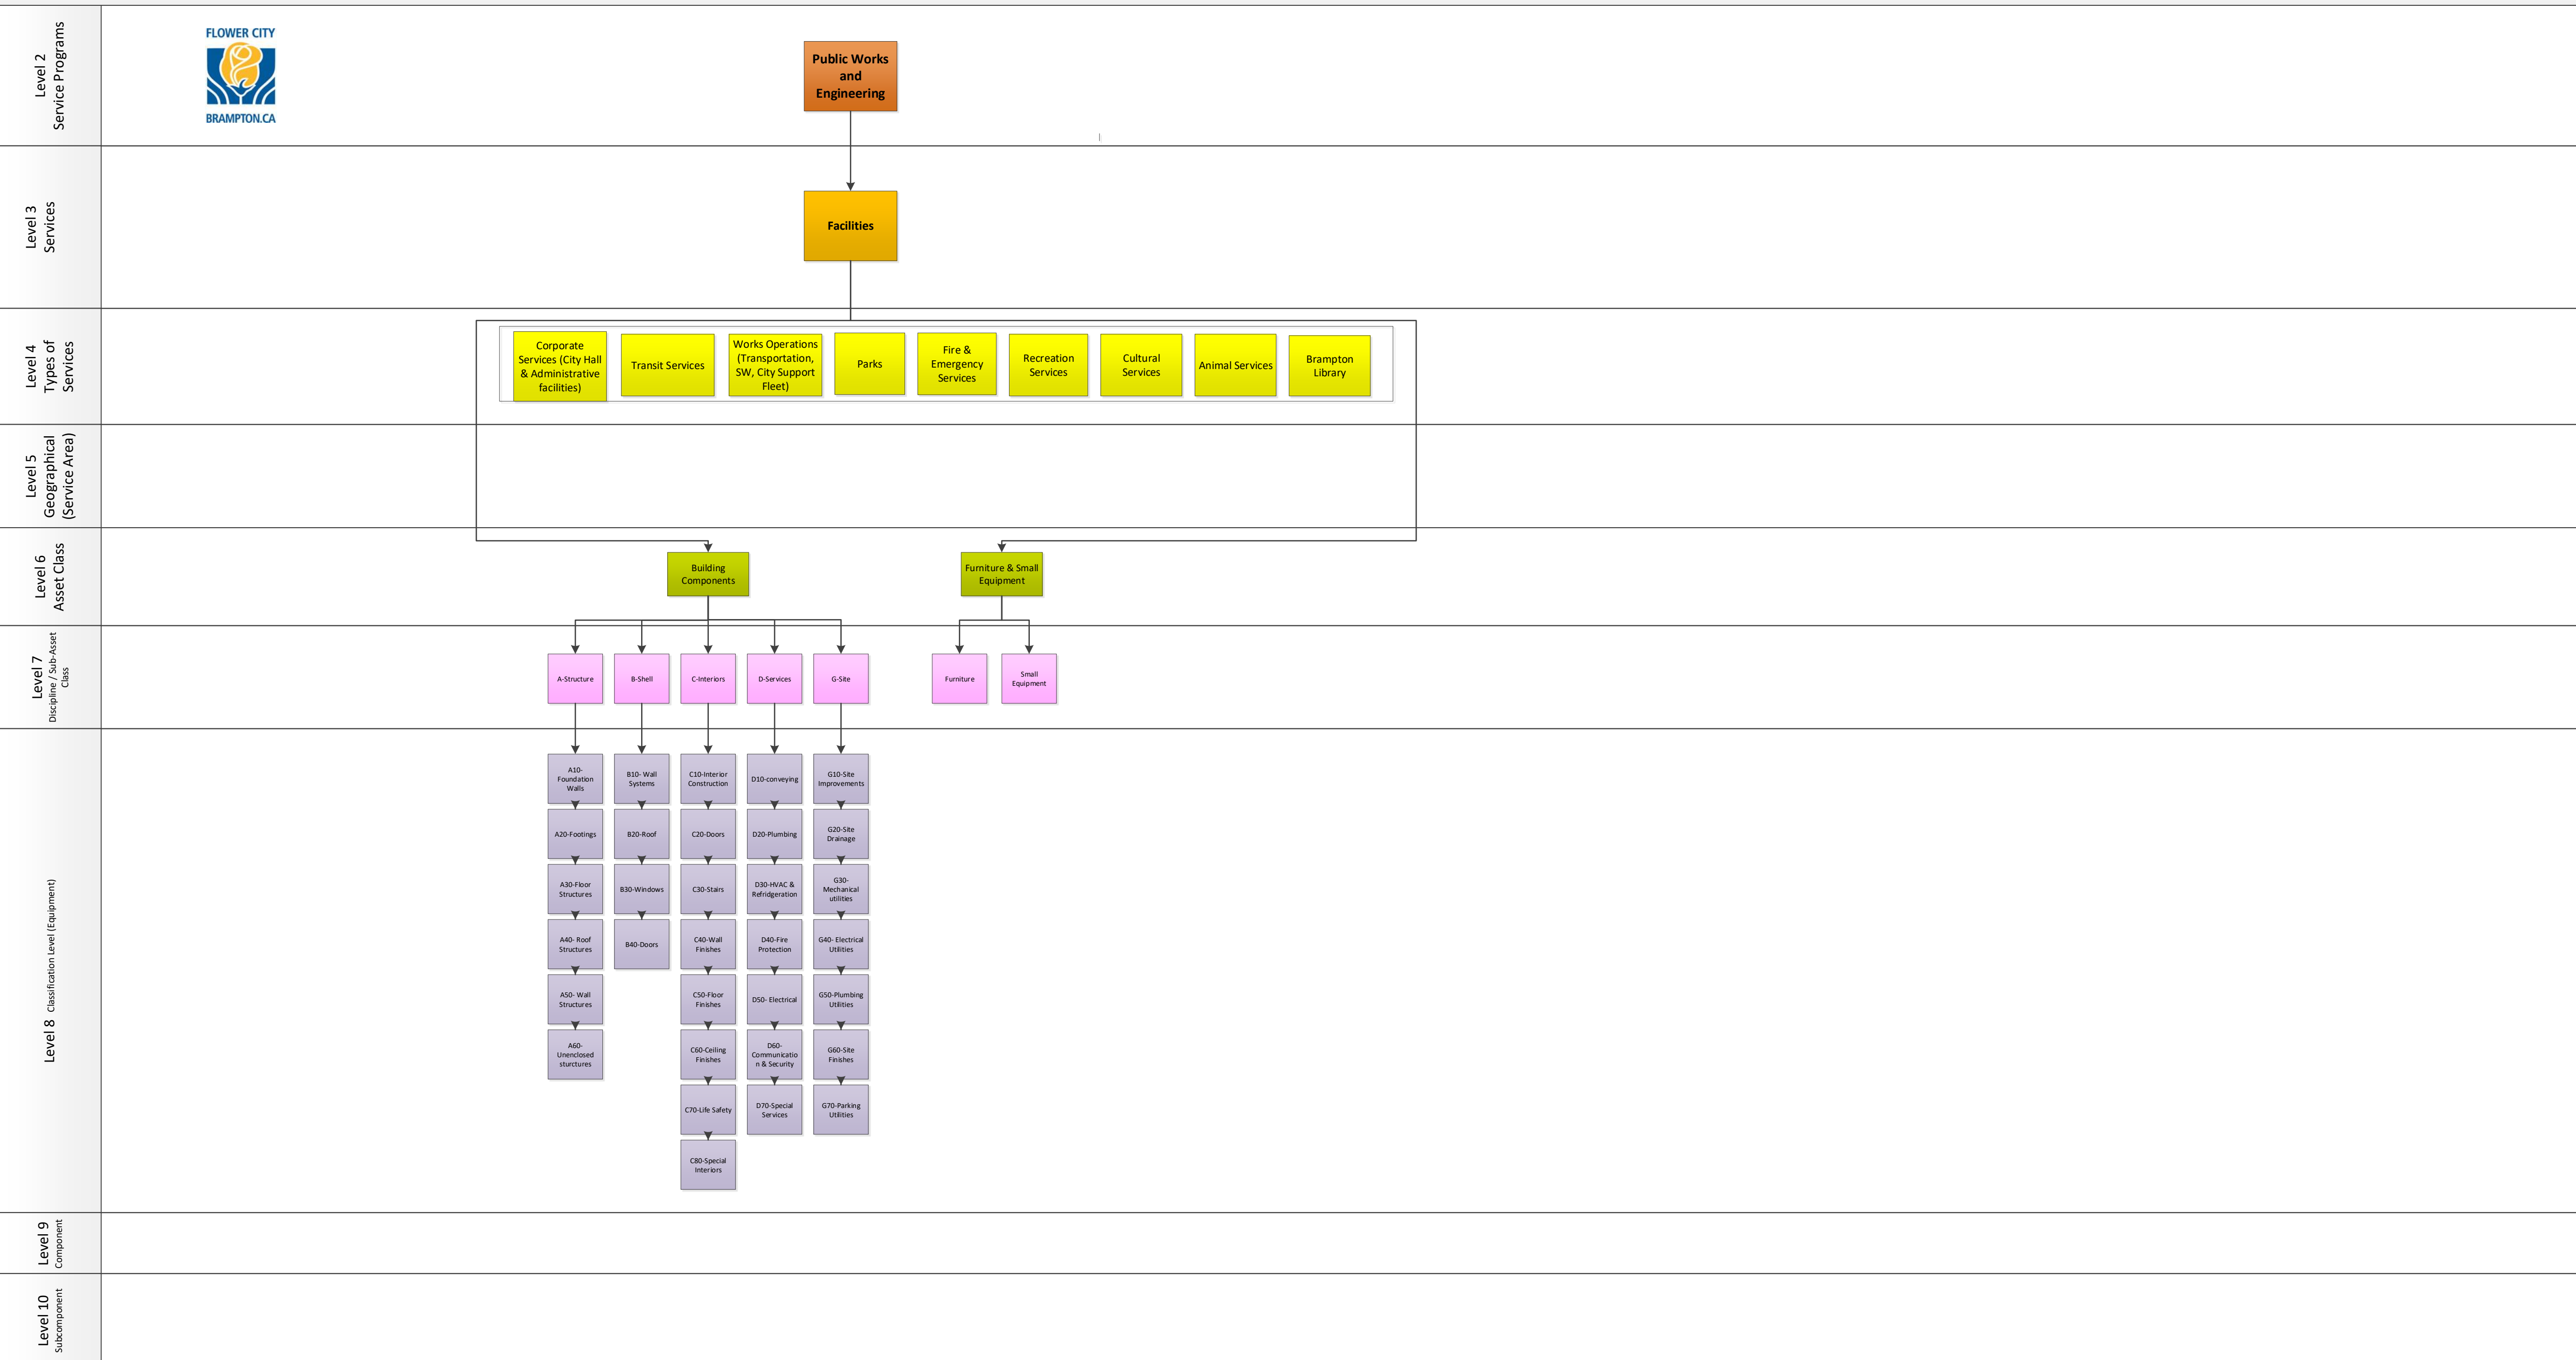 Level 2
Service Programs
FLOWER CITY
BRAMPTON.CA
Public Works
and
Engineering
Level 3
Services
Facilities
Level 4
Types of
Services
Corporate
Services (City Hall
& Administrative
facilities)
Transit Services
Works Operations
(Transportation,
SW, City Support
Fleet)
Parks
Fire &
Emergency
Services
Recreation
Services
Cultural
Services
Animal Services
Brampton
Library
Level 5
Geographical
(Service Area)
Level 6
Asset Class
Building
Components
Furniture & Small
Equipment
Level 7
Discipline / Sub-Asset
Class
A-Structure
B-Shell
C-Interiors
D-Services
G-Site
Furniture
Small
Equipment
Level 8 Classification Level (Equipment)
A10-
Foundation
Walls
A20-Footings
A30-Floor
Structures
A40- Roof
Structures
A50- Wall
Structures
A60-
Unenclosed
sturctures
B10- Wall
Systems
B20-Roof
B30-Windows
B40-Doors
C10-Interior
Construction
C20-Doors
C30-Stairs
C40-Wall
Finishes
C50-Floor
Finishes
C60-Ceiling
Finishes
C70-Life Safety
C80-Special
Interiors
D10-conveying
D20-Plumbing
D30-HVAC &
Refridgeration
D40-Fire
Protection
D50- Electrical
D60-
Communicatio
n & Security
D70-Special
Services
G10-Site
Improvements
G20-Site
Drainage
G30-
Mechanical
utilities
G40- Electrical
Utilities
G50-Plumbing
Utilities
G60-Site
Finishes
G70-Parking
Utilities
Level 9
Component
Level 10
Subcomponent